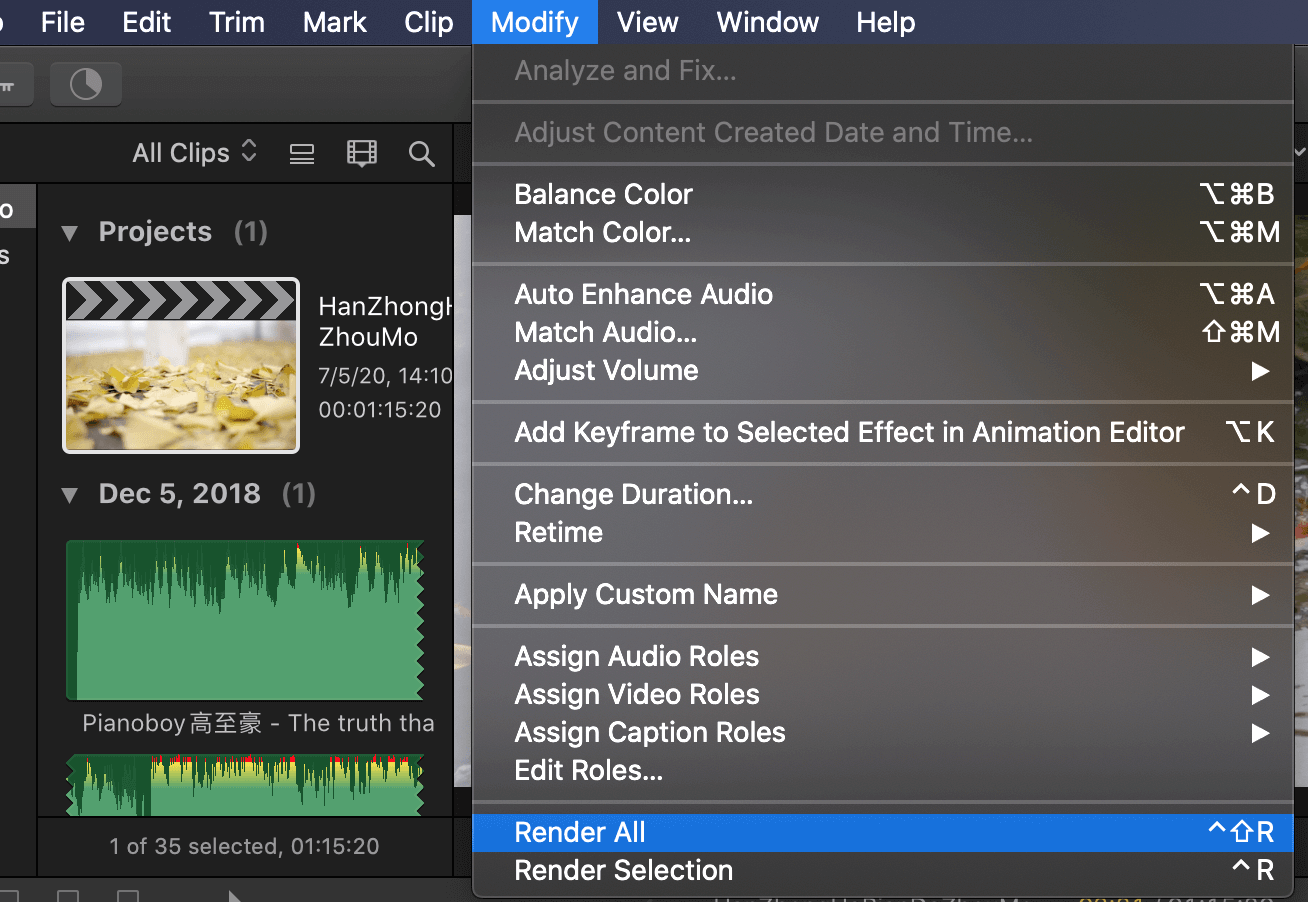 File Edit Trim Mark Clip Modify View Window Help
All Clips
Projects (1)
HanZhong
ZhouMo
7/5/20, 14:10
00:01:15:20
Dec 5, 2018 (1)
Pianoboy高至豪 - The truth tha
1 of 35 selected, 01:15:20
Analyze and Fix...
Adjust Content Created Date and Time...
Balance Color ⌥⌘B
Match Color... ⌥⌘M
Auto Enhance Audio ⌥⌘A
Match Audio... ⇧⌘M
Adjust Volume ▶
Add Keyframe to Selected Effect in Animation Editor ⌥K
Change Duration... ^D
Retime ▶
Apply Custom Name ▶
Assign Audio Roles ▶
Assign Video Roles ▶
Assign Caption Roles ▶
Edit Roles...
Render All ^⇧R
Render Selection ^R